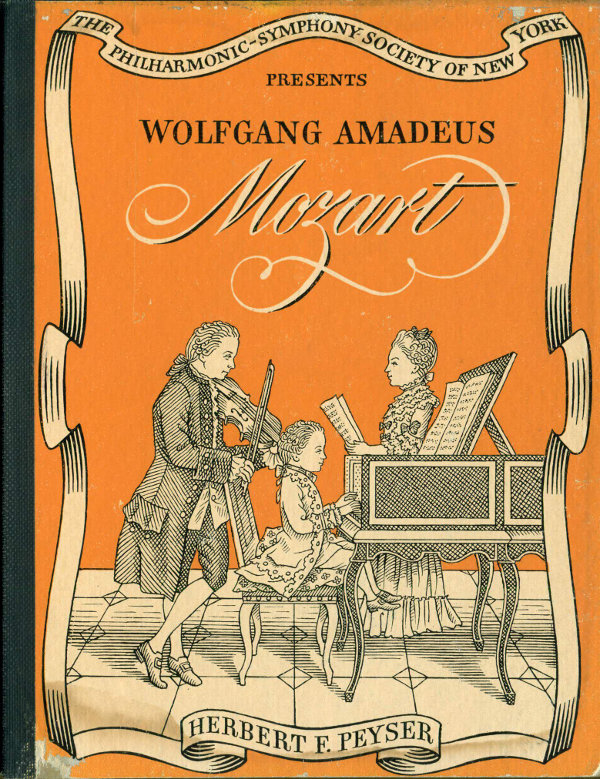 THE PHILHARMONIC-SYMPHONY SOCIETY OF NEW YORK
PRESENTS
WOLFGANG AMADEUS
Mozart
HERBERT F. PEYSER